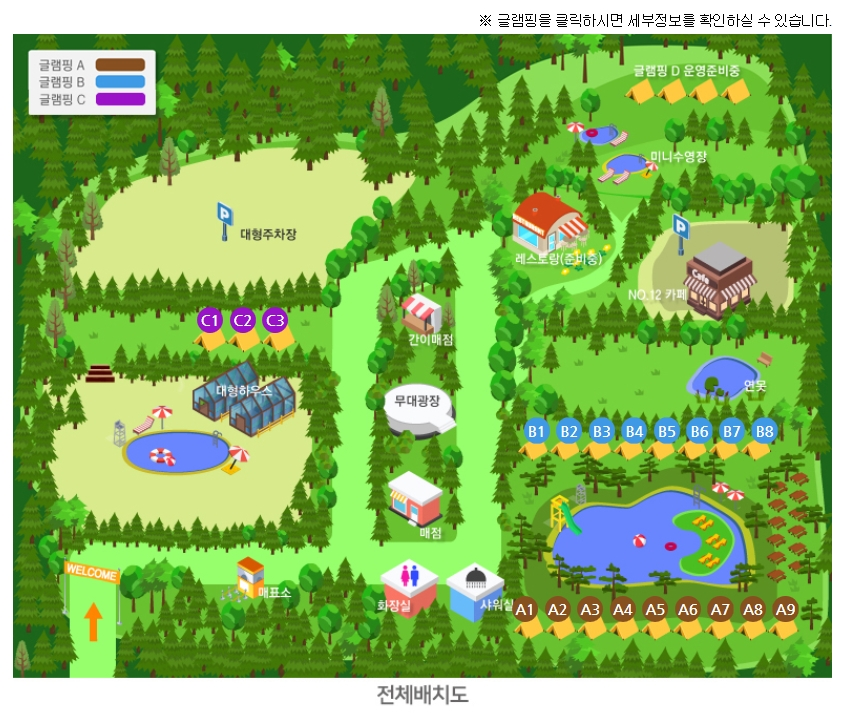 ※ 글램핑을 클릭하시면 세부정보를 확인하실 수 있습니다.
글램핑 A
글램핑 B
글램핑 C
글램핑 D 운영준비중
미니수영장
P
대형주차장
RESTAURANT
레스토랑(준비중)
P
Cafe
NO.12 카페
C1 C2 C3
간이매점
대형하우스
무대광장
연못
B1 B2 B3 B4 B5 B6 B7 B8
매점
WELCOME
매표소
화장실
샤워실
A1 A2 A3 A4 A5 A6 A7 A8 A9
전체배치도